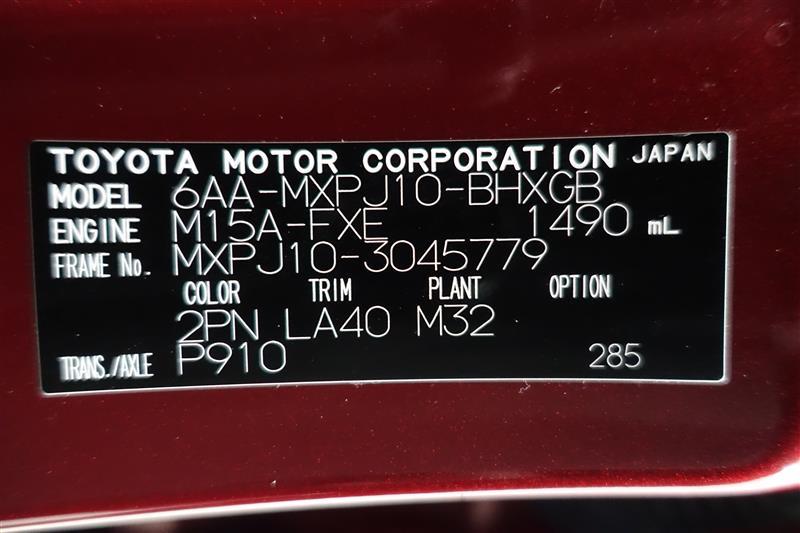 TOYOTA MOTOR CORPORATION JAPAN
MODEL 6AA-MXPJ10-BHXGB
ENGINE M15A-FXE 1490 mL
FRAME No. MXPJ10-3045779
COLOR TRIM PLANT OPTION
2PN LA40 M32
TRANS./AXLE P910 285